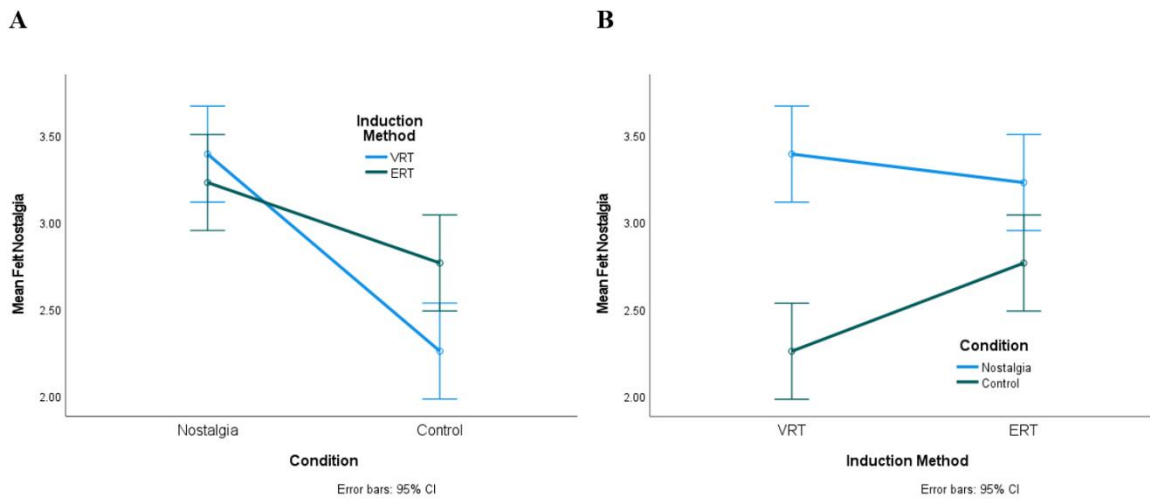 A
Mean Felt Nostalgia
3.50
3.00
2.50
2.00
Induction
Method
VRT
ERT
Nostalgia
Control
Condition
Error bars: 95% CI
B
Mean Felt Nostalgia
3.50
3.00
2.50
2.00
Condition
Nostalgia
Control
VRT
ERT
Induction Method
Error bars: 95% CI